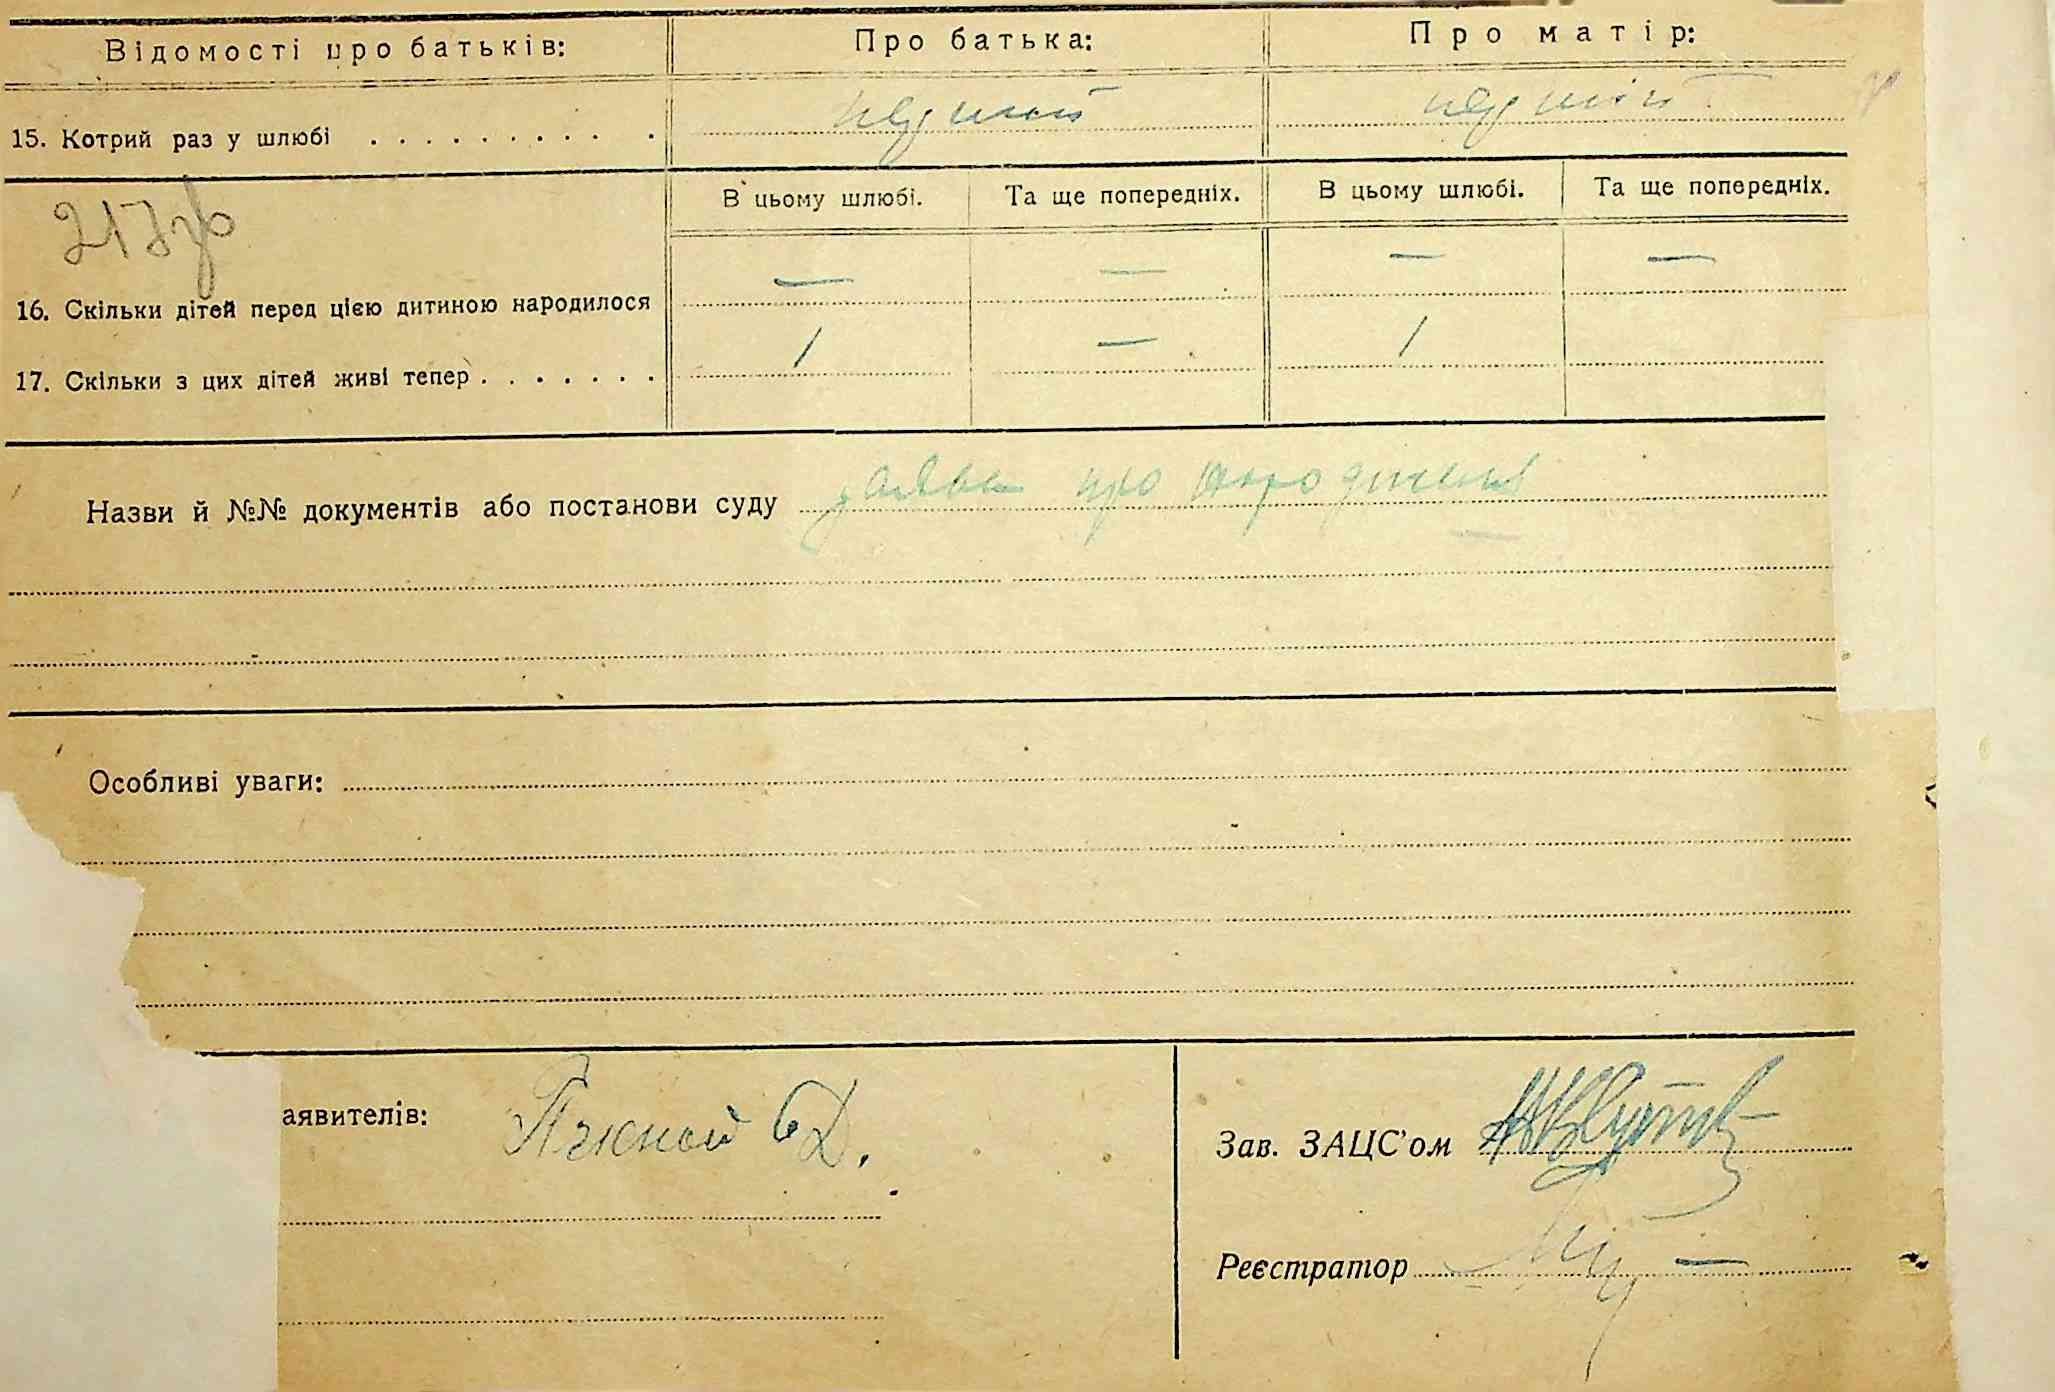 Відомості про батьків: Про батька: Про матір:
15. Котрий раз у шлюбі . . . . . . . . . . перший перший
В цьому шлюбі. Та ще попередніх. В цьому шлюбі. Та ще попередніх.
16. Скільки дітей перед цією дитиною народилося — — — —
17. Скільки з цих дітей живі тепер . . . . . . . 1 — 1
Назви й №№ документів або постанови суду заява про народження
Особливі уваги:
аявителів:
Зав. ЗАЦС'ом
Реєстратор